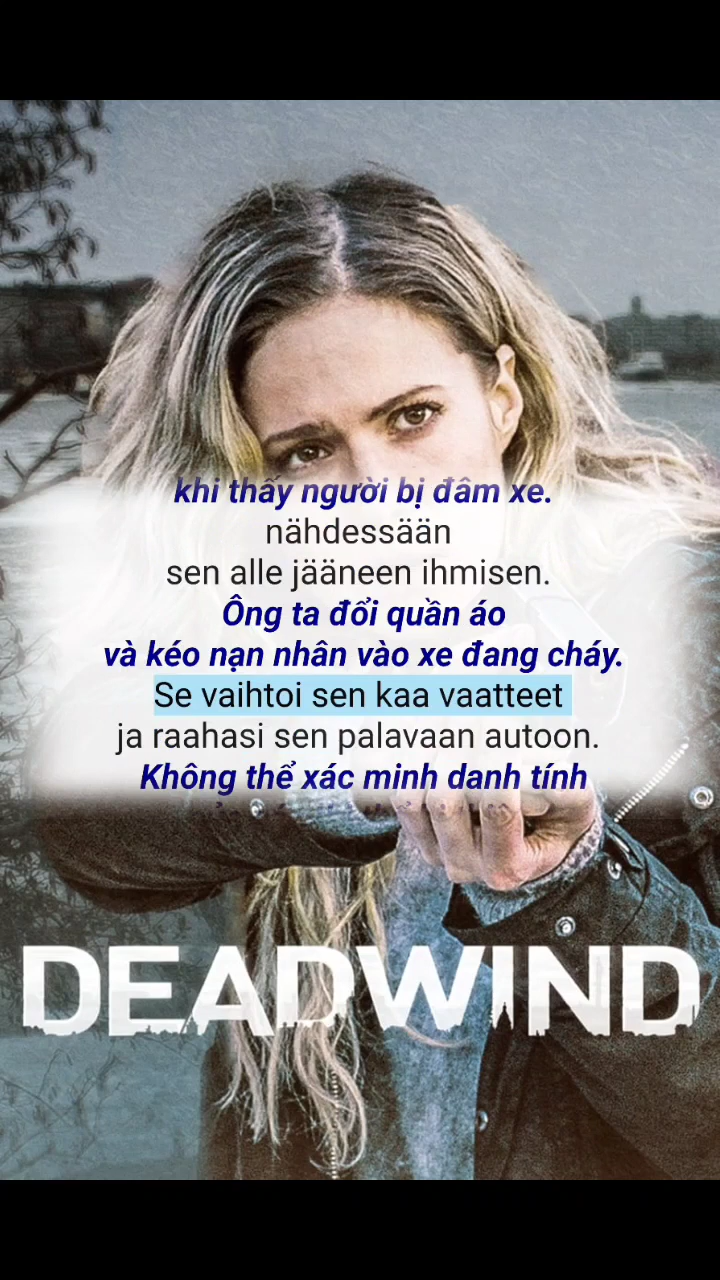 khi thấy người bị đâm xe.
nähdessään
sen alle jääneen ihmisen.
Ông ta đổi quần áo
và kéo nạn nhân vào xe đang cháy.
Se vaihtoi sen kaa vaatteet
ja raahasi sen palavaan autoon.
Không thể xác minh danh tính
DEADWIND